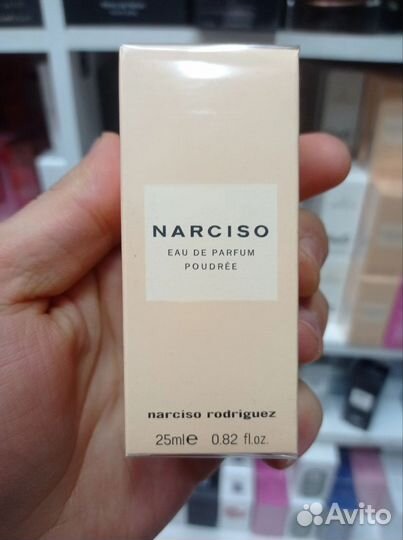 NARCISO
EAU DE PARFUM
POUDRÉE
narciso rodriguez
25ml℮ 0.82 fl.oz.
Avito